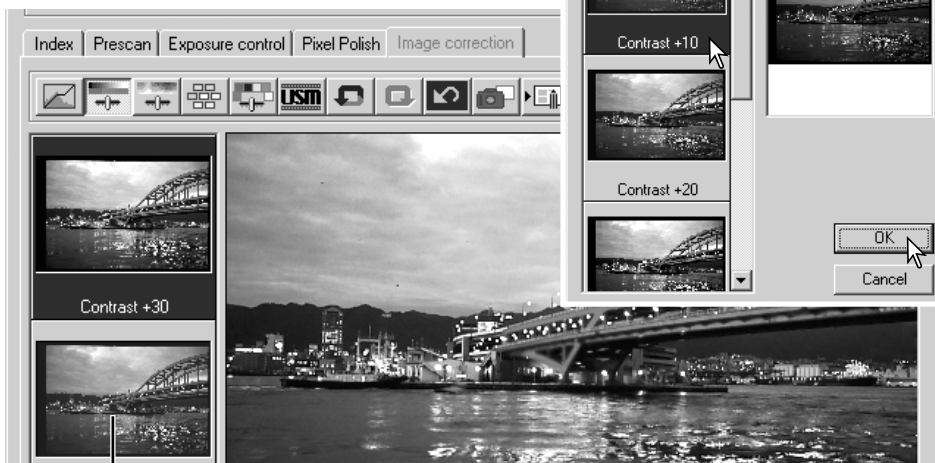 Index Prescan Exposure control Pixel Polish Image correction
USM
Contrast +30
Contrast +10
Contrast +20
OK
Cancel